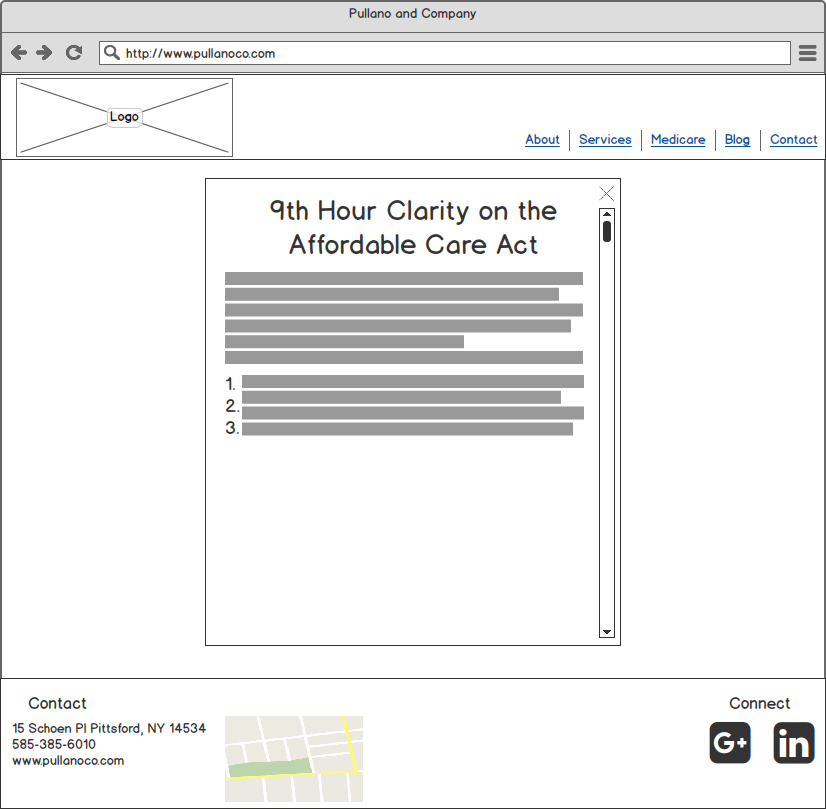 Pullano and Company
http://www.pullanoco.com
Logo
About
Services
Medicare
Blog
Contact
9th Hour Clarity on the
Affordable Care Act
1.
2.
3.
Contact
15 Schoen Pl Pittsford, NY 14534
585-385-6010
www.pullanoco.com
Connect
G+
in